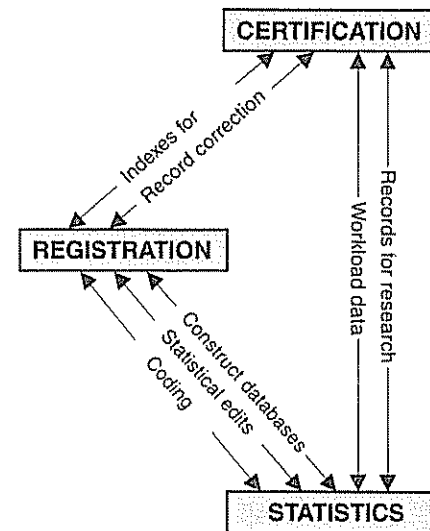 CERTIFICATION
Indexes for
Record correction
Records for research
Workload data
REGISTRATION
Construct databases
Statistical edits
Coding
STATISTICS